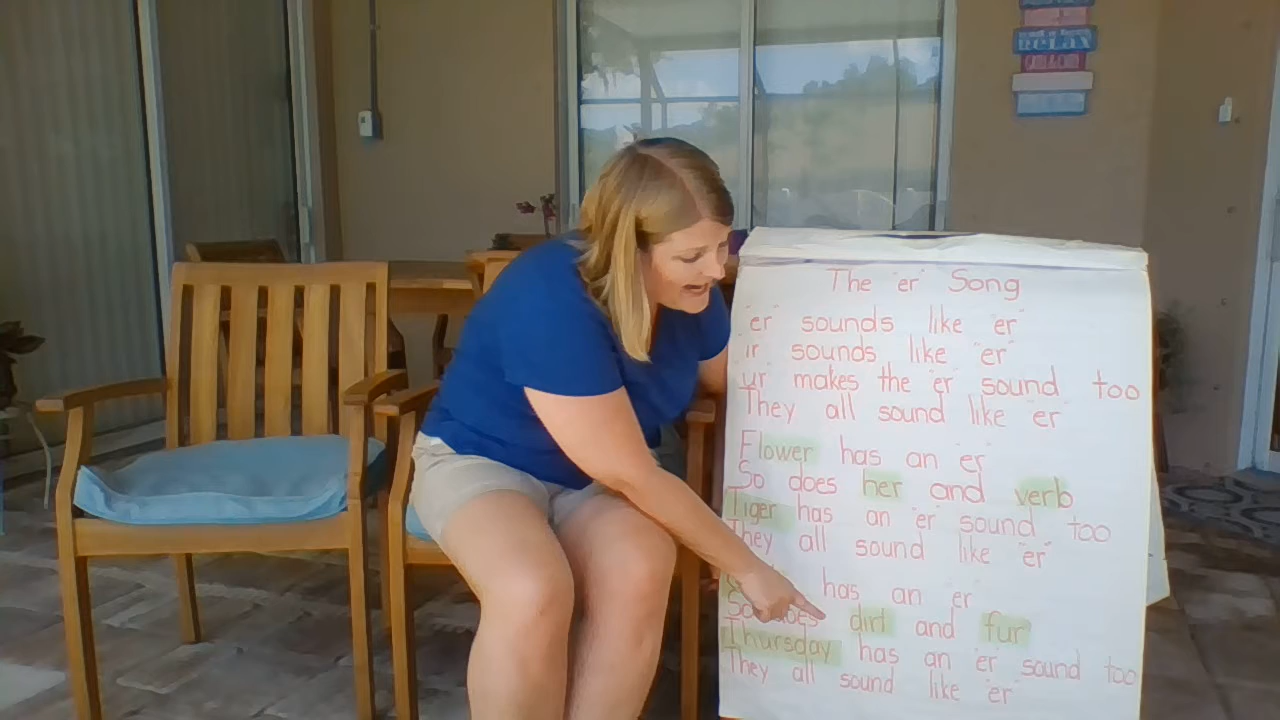 RELAX
The "er" Song
"er" sounds like "er"
ir sounds like "er"
ur makes the "er" sound too
They all sound like "er"
Flower has an er
So does her and verb
Tiger has an "er" sound too
They all sound like "er"
has an er
So does dirt and fur
Thursday has an "er" sound too
They all sound like "er"